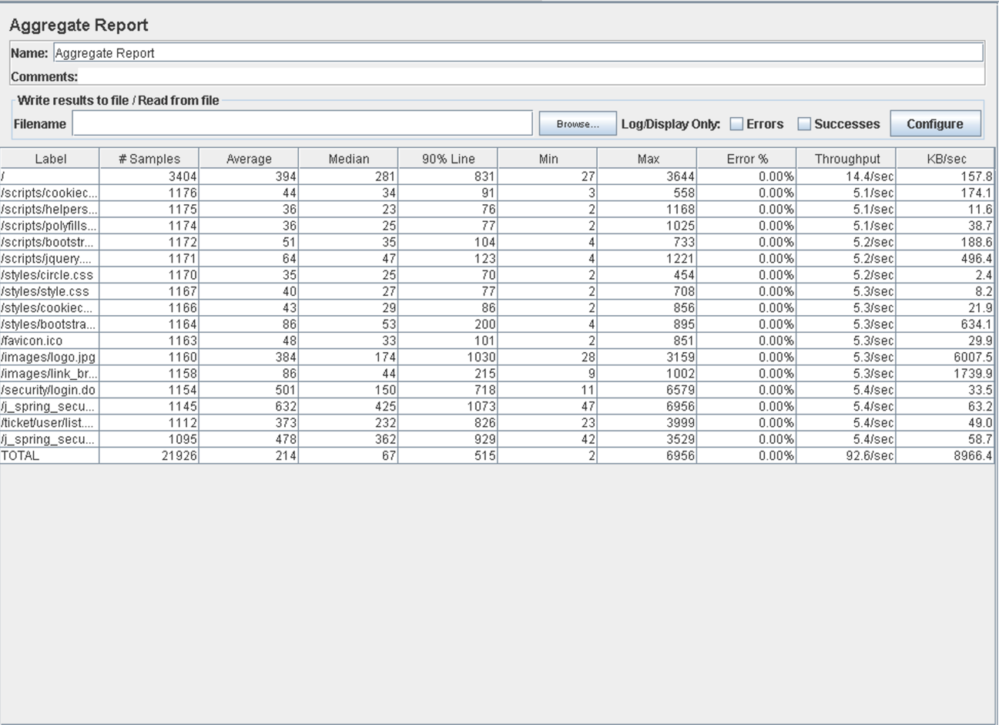 Aggregate Report
Name: Aggregate Report
Comments:
Write results to file / Read from file
Filename Browse... Log/Display Only: Errors Successes Configure
Label # Samples Average Median 90% Line Min Max Error % Throughput KB/sec
/ 3404 394 281 831 27 3644 0.00% 14.4/sec 157.8
/scripts/cookiec... 1176 44 34 91 3 558 0.00% 5.1/sec 174.1
/scripts/helpers... 1175 36 23 76 2 1168 0.00% 5.1/sec 11.6
/scripts/polyfills... 1174 36 25 77 2 1025 0.00% 5.1/sec 38.7
/scripts/bootstr... 1172 51 35 104 4 733 0.00% 5.2/sec 188.6
/scripts/jquery.... 1171 64 47 123 4 1221 0.00% 5.2/sec 496.4
/styles/circle.css 1170 35 25 70 2 454 0.00% 5.2/sec 2.4
/styles/style.css 1167 40 27 77 2 708 0.00% 5.3/sec 8.2
/styles/cookiec... 1166 43 29 86 2 856 0.00% 5.3/sec 21.9
/styles/bootstra... 1164 86 53 200 4 895 0.00% 5.3/sec 634.1
/favicon.ico 1163 48 33 101 2 851 0.00% 5.3/sec 29.9
/images/logo.jpg 1160 384 174 1030 28 3159 0.00% 5.3/sec 6007.5
/images/link_br... 1158 86 44 215 9 1002 0.00% 5.3/sec 1739.9
/security/login.do 1154 501 150 718 11 6579 0.00% 5.4/sec 33.5
/j_spring_secu... 1145 632 425 1073 47 6956 0.00% 5.4/sec 63.2
/ticket/user/list.... 1112 373 232 826 23 3999 0.00% 5.4/sec 49.0
/j_spring_secu... 1095 478 362 929 42 3529 0.00% 5.4/sec 58.7
TOTAL 21926 214 67 515 2 6956 0.00% 92.6/sec 8966.4